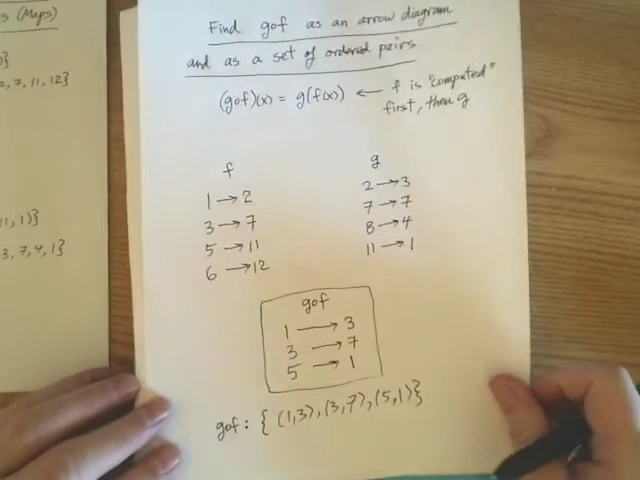 s (Maps)
)}
2, 7, 11, 12}
11, 1)}
3, 7, 4, 1}
Find gof as an arrow diagram
and as a set of ordered pairs.
(gof)(x) = g(f(x)) ← f is "computed"
first, then g
f
1 → 2
3 → 7
5 → 11
6 → 12
g
2 → 3
7 → 7
8 → 4
11 → 1
gof
1 → 3
3 → 7
5 → 1
gof : { (1,3), (3,7), (5,1)}